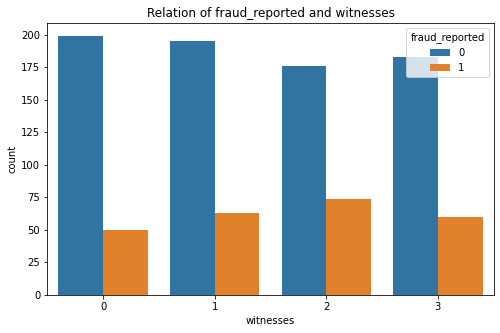 Relation of fraud_reported and witnesses
fraud_reported
0
1
count
200
175
150
125
100
75
50
25
0
0 1 2 3
witnesses